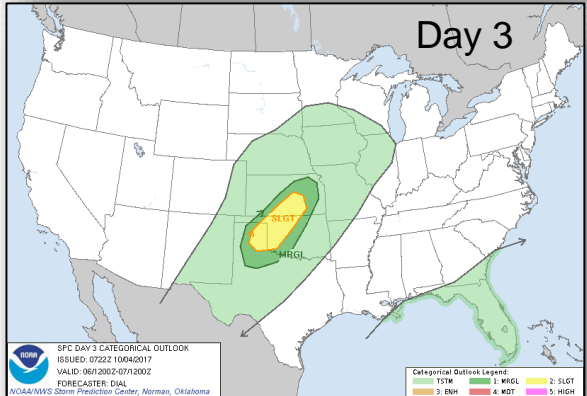 Day 3
SLGT
MRGL
NOAA
SPC DAY 3 CATEGORICAL OUTLOOK
ISSUED: 0722Z 10/04/2017
VALID: 06/1200Z-07/1200Z
FORECASTER: DIAL
NOAA/NWS Storm Prediction Center, Norman, Oklahoma
Categorical Outlook Legend:
TSTM 1: MRGL 2: SLGT
3: ENH 4: MDT 5: HIGH